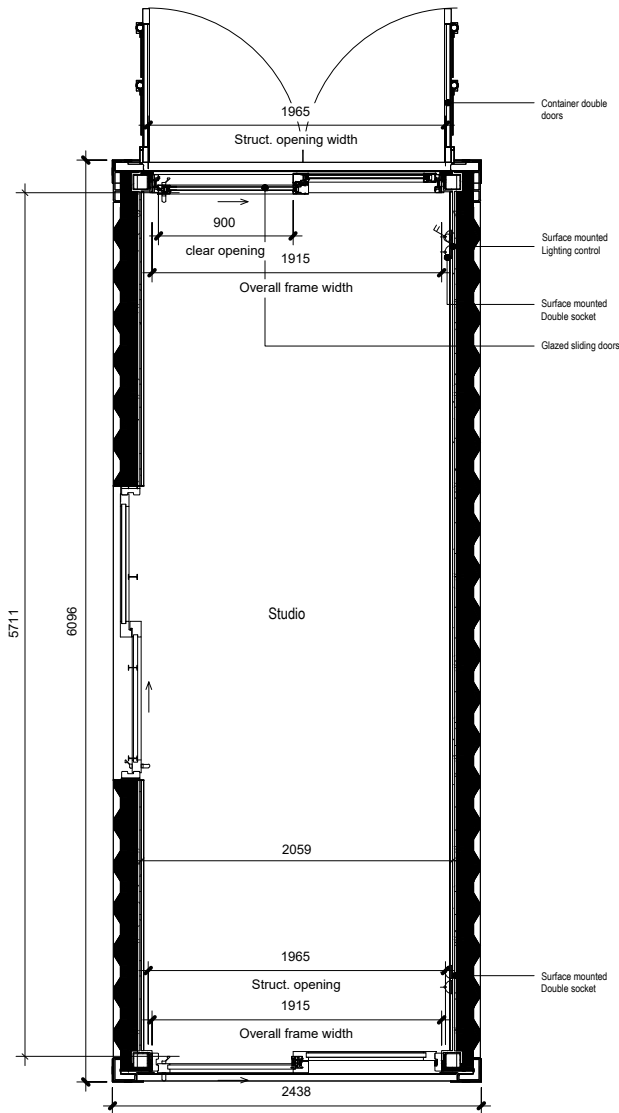 1965
Struct. opening width
Container double
doors
900
clear opening
1915
Overall frame width
Surface mounted
Lighting control
Surface mounted
Double socket
Glazed sliding doors
5711
6096
Studio
2059
1965
Struct. opening
1915
Overall frame width
Surface mounted
Double socket
2438